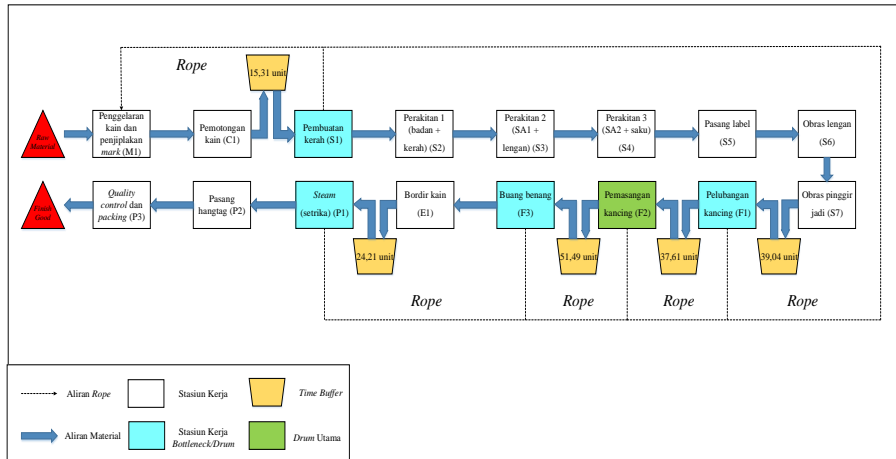 Rope
15,31 unit
Raw
Material
Penggelaran
kain dan
penjiplakan
mark (M1)
Pemotongan
kain (C1)
Pembuatan
kerah (S1)
Perakitan 1
(badan +
kerah) (S2)
Perakitan 2
(SA1 +
lengan) (S3)
Perakitan 3
(SA2 + saku)
(S4)
Pasang label
(S5)
Obras lengan
(S6)
Finish
Good
Quality
control dan
packing (P3)
Pasang
hangtag (P2)
Steam
(setrika) (P1)
Bordir kain
(E1)
Buang benang
(F3)
Pemasangan
kancing (F2)
Pelubangan
kancing (F1)
Obras pinggir
jadi (S7)
24,21 unit
51,49 unit
37,61 unit
39,04 unit
Rope
Rope
Rope
Rope
Aliran Rope
Stasiun Kerja
Time Buffer
Aliran Material
Stasiun Kerja
Bottleneck/Drum
Drum Utama